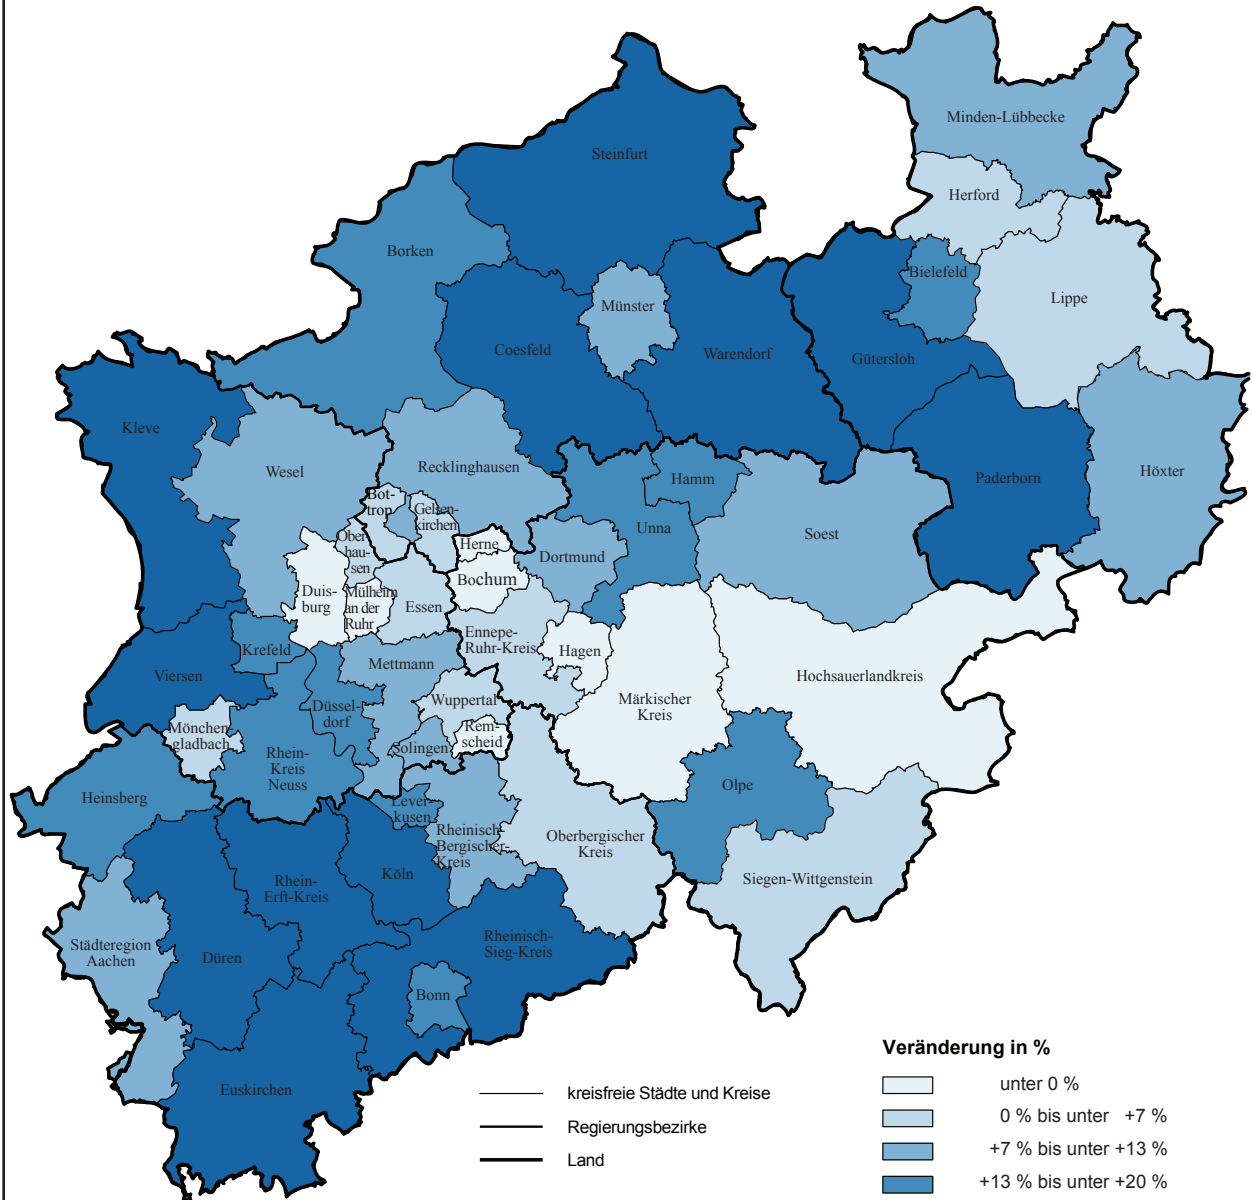 Minden-Lübbecke
Steinfurt
Herford
Borken
Bielefeld
Lippe
Münster
Coesfeld
Warendorf
Gütersloh
Kleve
Wesel
Recklinghausen
Hamm
Paderborn
Höxter
Bot-
trop
Gelsen-
kirchen
Unna
Soest
Ober-
hau-
sen
Herne
Dortmund
Bochum
Duis-
burg
Mülheim
an der
Ruhr
Essen
Ennepe-
Ruhr-Kreis
Hagen
Krefeld
Mettmann
Viersen
Hochsauerlandkreis
Märkischer
Kreis
Düssel-
dorf
Wuppertal
Mönchen-
gladbach
Rem-
scheid
Solingen
Rhein-
Kreis
Neuss
Heinsberg
Olpe
Lever-
kusen
Rheinisch-
Bergischer-
Kreis
Oberbergischer
Kreis
Köln
Rhein-
Erft-Kreis
Siegen-Wittgenstein
Städteregion
Aachen
Düren
Rheinisch-
Sieg-Kreis
Bonn
Euskirchen
Veränderung in %
unter 0 %
0 % bis unter +7 %
+7 % bis unter +13 %
+13 % bis unter +20 %
kreisfreie Städte und Kreise
Regierungsbezirke
Land